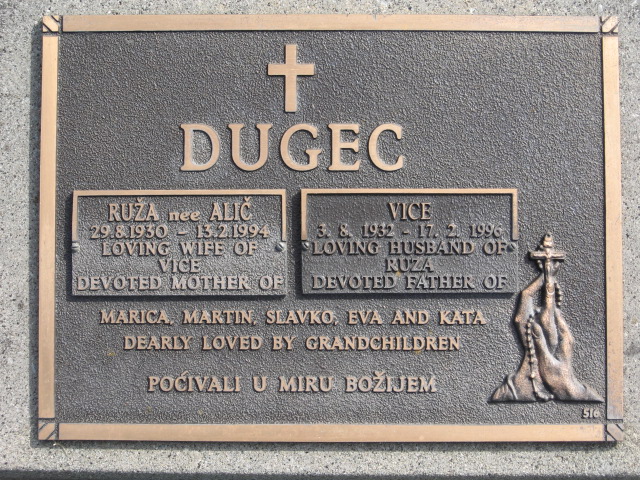 DUGEC
RUŽA nee ALIČ
29.8.1930 - 13.2.1994
LOVING WIFE OF
VICE
DEVOTED MOTHER OF
VICE
3. 8. 1932 - 17. 2. 1996
LOVING HUSBAND OF
RUZA
DEVOTED FATHER OF
MARICA, MARTIN, SLAVKO, EVA AND KATA
DEARLY LOVED BY GRANDCHILDREN
POĆIVALI U MIRU BOŽIJEM
516